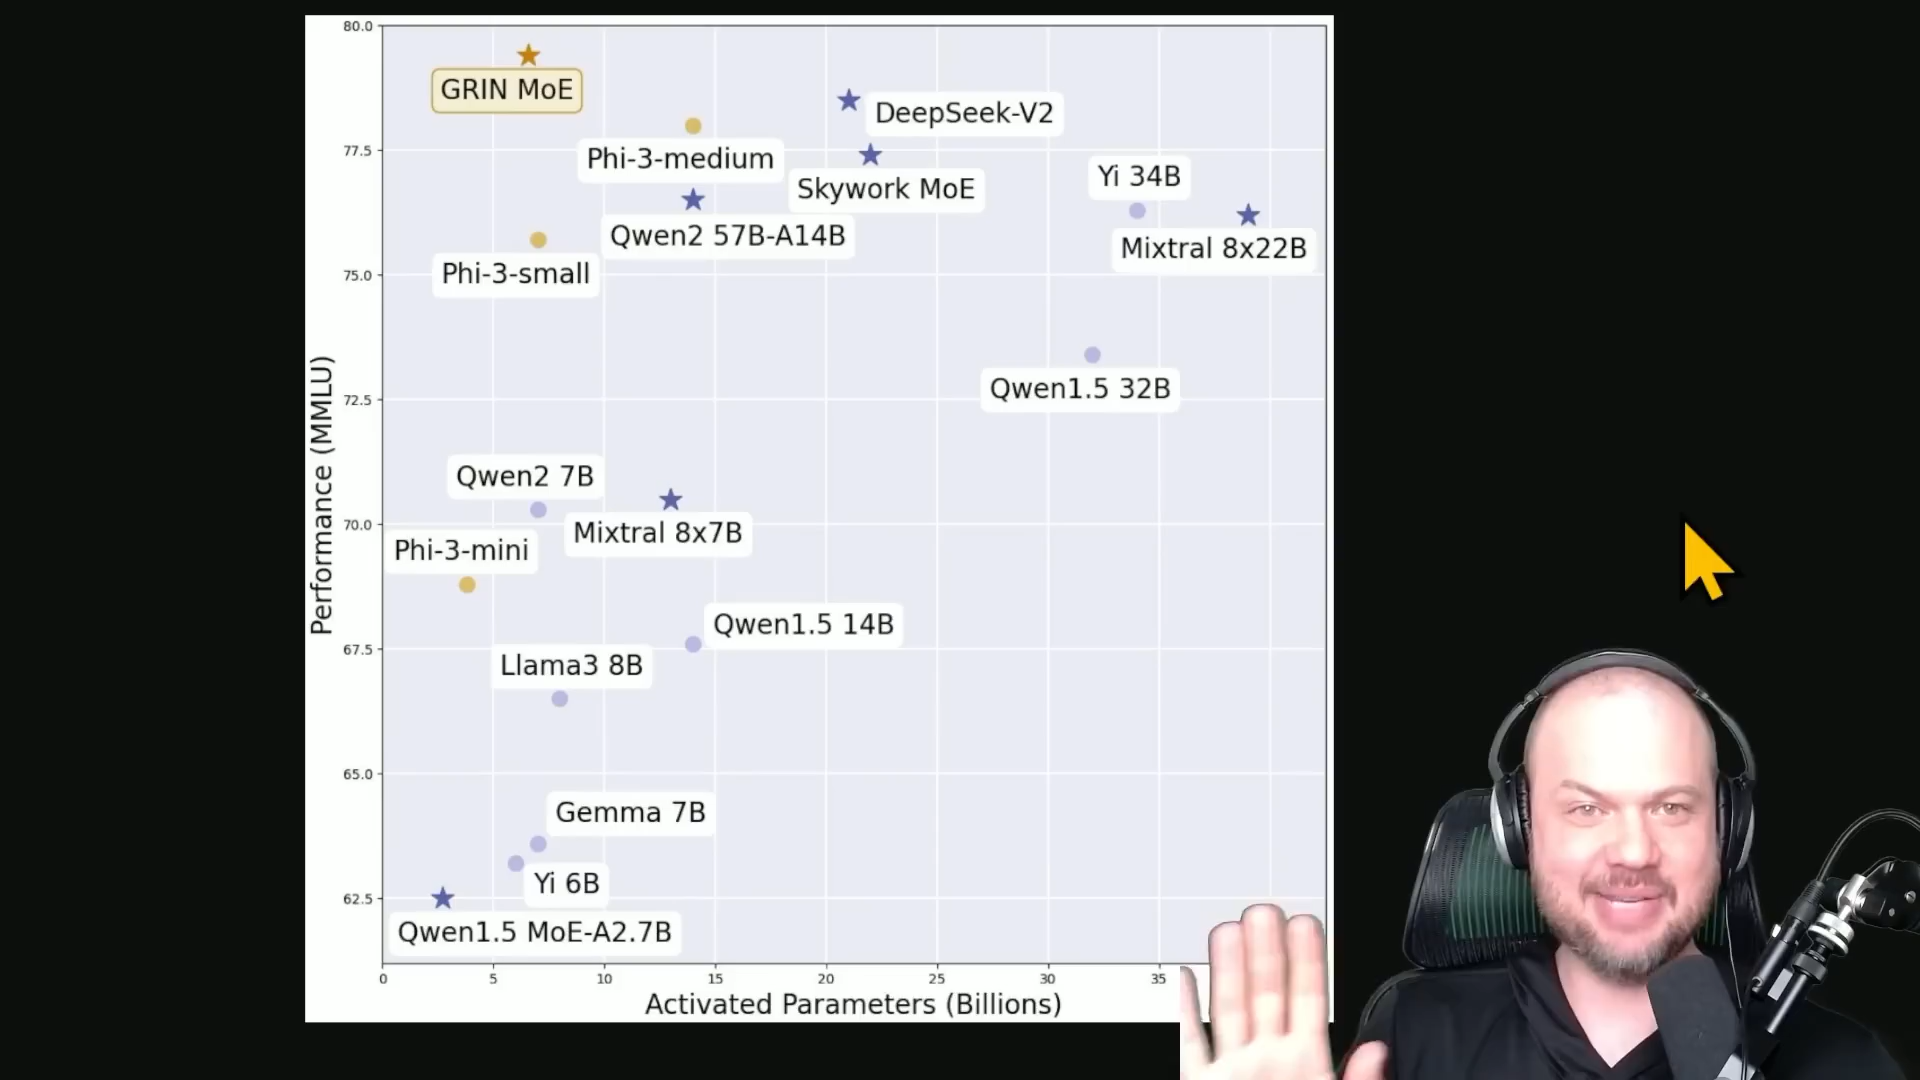 80.0
GRIN MoE
DeepSeek-V2
77.5
Phi-3-medium
Yi 34B
Skywork MoE
Qwen2 57B-A14B
Mixtral 8x22B
75.0
Phi-3-small
Qwen1.5 32B
72.5
Performance (MMLU)
Qwen2 7B
Mixtral 8x7B
70.0
Phi-3-mini
Qwen1.5 14B
67.5
Llama3 8B
65.0
Gemma 7B
Yi 6B
62.5
Qwen1.5 MoE-A2.7B
0 5 10 15 20 25 30 35
Activated Parameters (Billions)